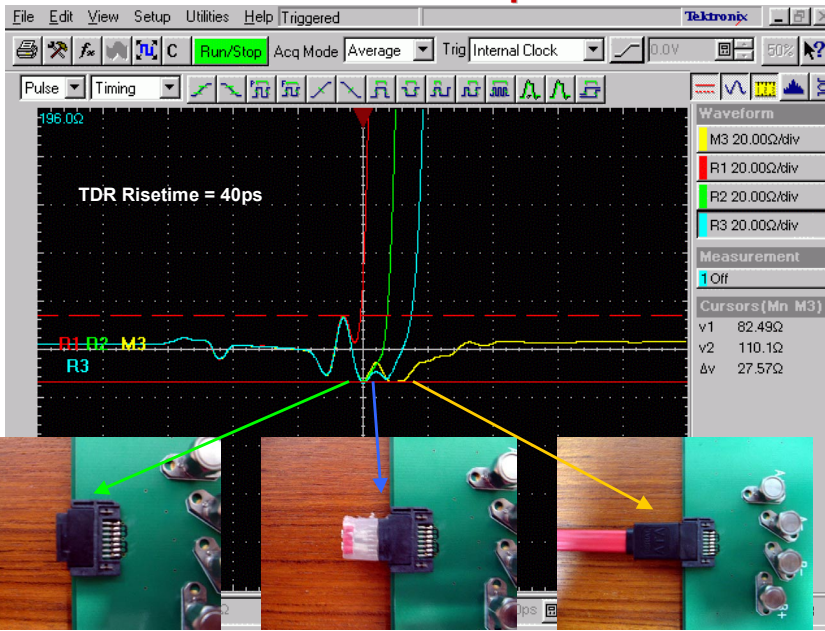 File Edit View Setup Utilities Help Triggered Tektronix
C Run/Stop Acq Mode Average Trig Internal Clock 0.0V 50%
Pulse Timing
196.0Ω
TDR Risetime = 40ps
R1 R2 M3
R3
Waveform
M3 20.00Ω/div
R1 20.00Ω/div
R2 20.00Ω/div
R3 20.00Ω/div
Measurement
1 Off
Cursors(Mn M3)
v1 82.49Ω
v2 110.1Ω
Δv 27.57Ω